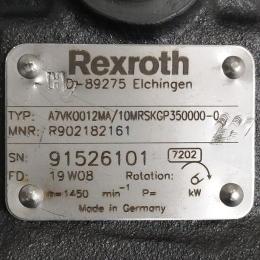 Rexroth
D-89275 Elchingen
TYP: A7VK0012MA/10MRSKGP350000-0
MNR: R902182161
SN: 91526101 7202
FD: 19W08 Rotation:
n=1450 min⁻¹ P= kW
Made in Germany